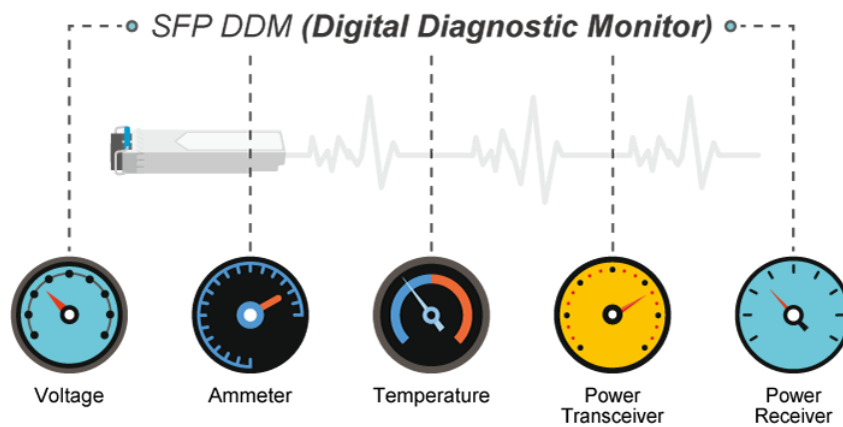 SFP DDM (Digital Diagnostic Monitor)
Voltage
Ammeter
Temperature
Power
Transceiver
Power
Receiver